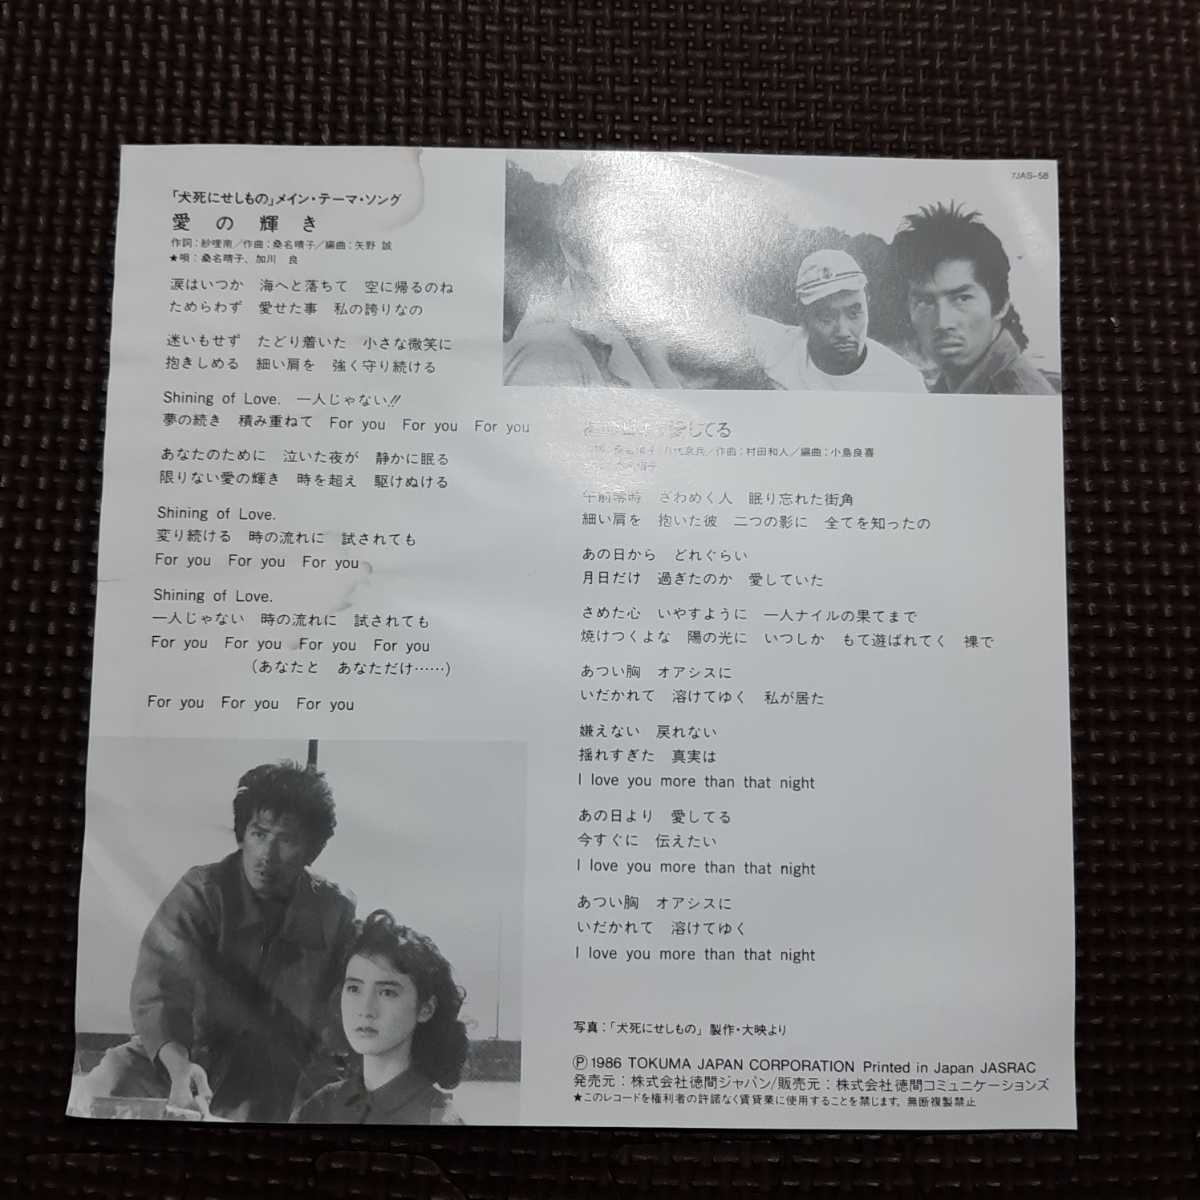 「犬死にせしもの」メイン・テーマ・ソング
愛の輝き
作詞：紗哩南／作曲：桑名晴子／編曲：矢野 誠
★唄：桑名晴子、加川 良
涙はいつか 海へと落ちて 空に帰るのね
ためらわず 愛せた事 私の誇りなの
迷いもせず たどり着いた 小さな微笑に
抱きしめる 細い肩を 強く守り続ける
Shining of Love. 一人じゃない!!
夢の続き 積み重ねて For you For you For you
あなたのために 泣いた夜が 静かに眠る
限りない愛の輝き 時を超え 駆けぬける
Shining of Love.
変り続ける 時の流れに 試されても
For you For you For you
Shining of Love.
一人じゃない 時の流れに 試されても
For you For you For you For you
(あなたと あなただけ……)
For you For you For you
7JAS-58
愛してる
／作曲：村田和人／編曲：小島良喜
午前零時 ざわめく人 眠り忘れた街角
細い肩を 抱いた彼 二つの影に 全てを知ったの
あの日から どれぐらい
月日だけ 過ぎたのか 愛していた
さめた心 いやすように 一人ナイルの果てまで
焼けつくよな 陽の光に いつしか もて遊ばれてく 裸で
あつい胸 オアシスに
いだかれて 溶けてゆく 私が居た
嫌えない 戻れない
揺れすぎた 真実は
I love you more than that night
あの日より 愛してる
今すぐに 伝えたい
I love you more than that night
あつい胸 オアシスに
いだかれて 溶けてゆく
I love you more than that night
写真：「犬死にせしもの」製作・大映より
Ⓟ1986 TOKUMA JAPAN CORPORATION Printed in Japan JASRAC
発売元：株式会社徳間ジャパン/販売元：株式会社徳間コミュニケーションズ
★このレコードを権利者の許諾なく賃貸業に使用することを禁じます。無断複製禁止